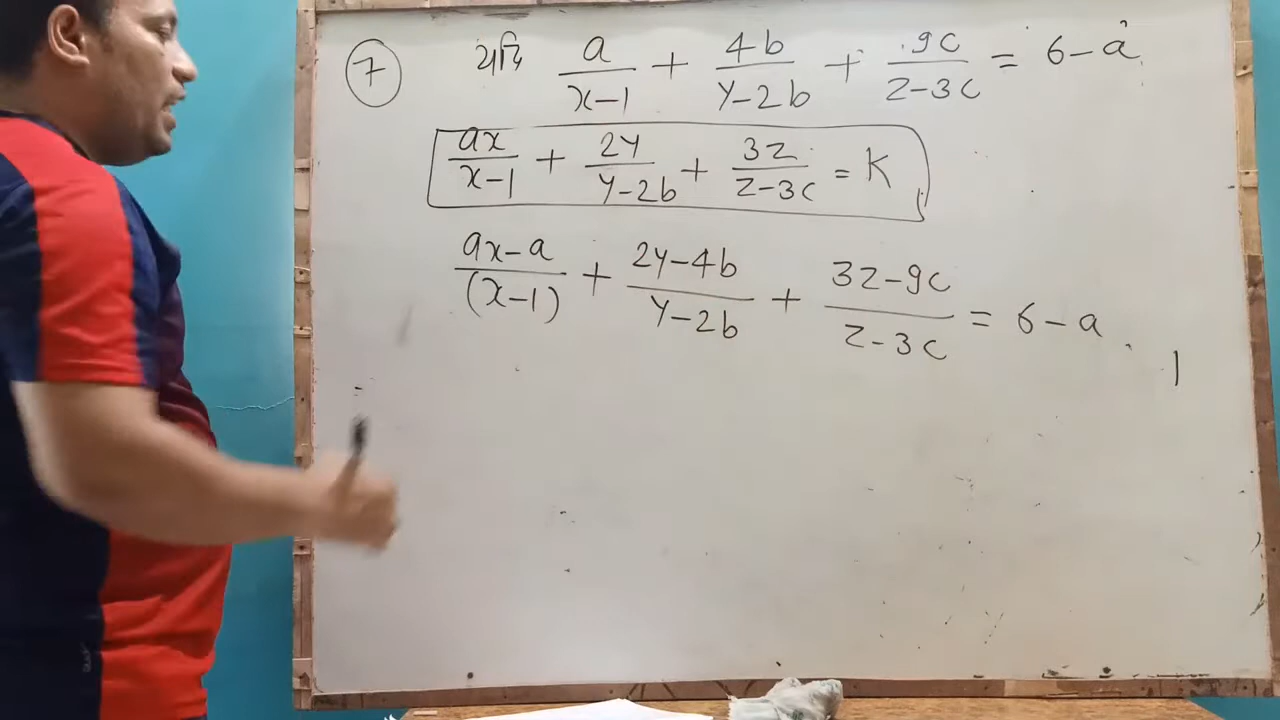 7 यदि a/(x-1) + 4b/(y-2b) + 9c/(z-3c) = 6-a
ax/(x-1) + 2y/(y-2b) + 3z/(z-3c) = K
(ax-a)/(x-1) + (2y-4b)/(y-2b) + (3z-9c)/(z-3c) = 6-a